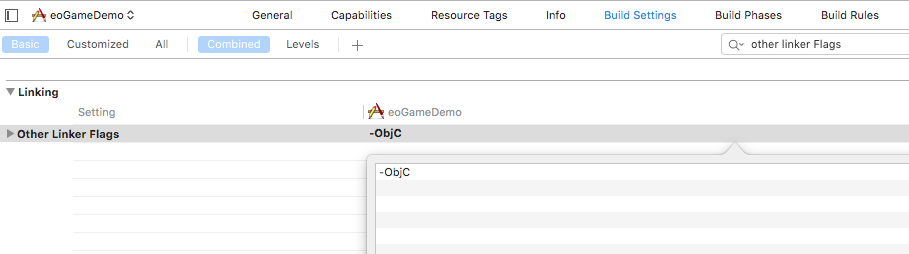 eoGameDemo General Capabilities Resource Tags Info Build Settings Build Phases Build Rules
Basic Customized All Combined Levels + other linker Flags
Linking
Setting eoGameDemo
Other Linker Flags -ObjC
-ObjC